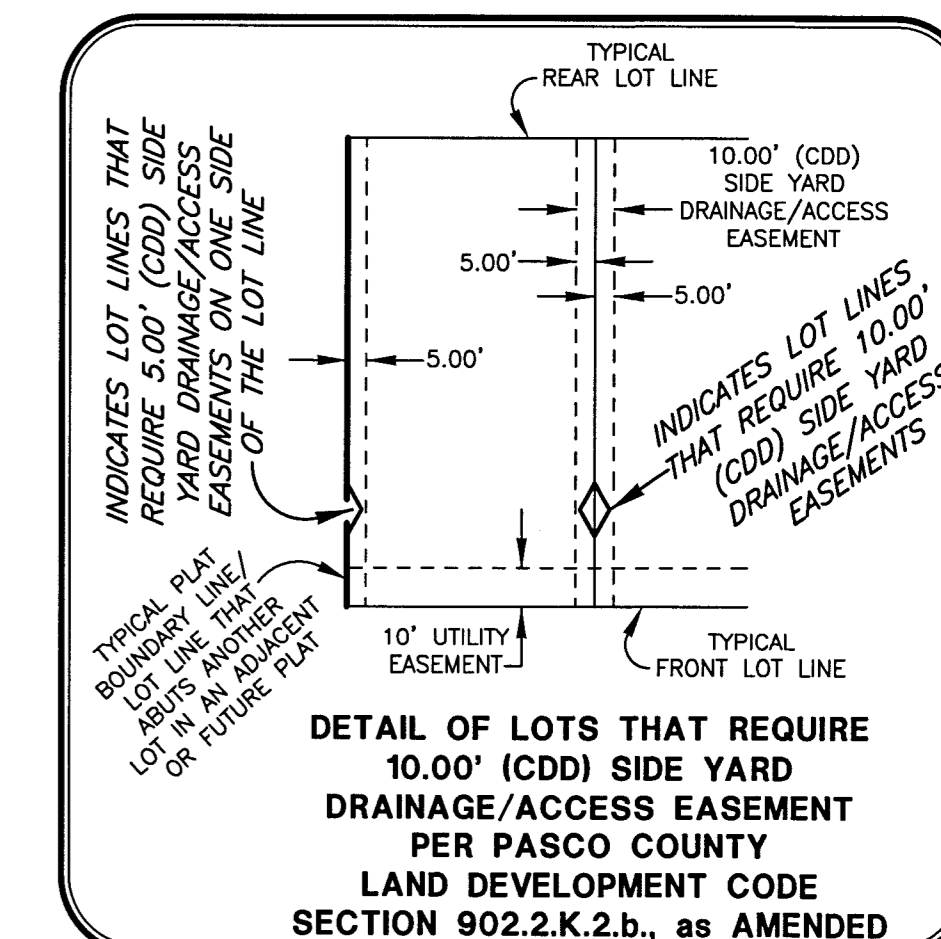 TYPICAL
REAR LOT LINE
INDICATES LOT LINES THAT
REQUIRE 5.00' (CDD) SIDE
YARD DRAINAGE/ACCESS
EASEMENTS ON ONE SIDE
OF THE LOT LINE
10.00' (CDD)
SIDE YARD
DRAINAGE/ACCESS
EASEMENT
5.00'
5.00'
5.00'
INDICATES LOT LINES
THAT REQUIRE 10.00'
(CDD) SIDE YARD
DRAINAGE/ACCESS
EASEMENTS
TYPICAL PLAT
BOUNDARY LINE/
LOT LINE THAT
ABUTS ANOTHER
LOT IN AN ADJACENT
OR FUTURE PLAT
10' UTILITY
EASEMENT
TYPICAL
FRONT LOT LINE
DETAIL OF LOTS THAT REQUIRE
10.00' (CDD) SIDE YARD
DRAINAGE/ACCESS EASEMENT
PER PASCO COUNTY
LAND DEVELOPMENT CODE
SECTION 902.2.K.2.b., as AMENDED